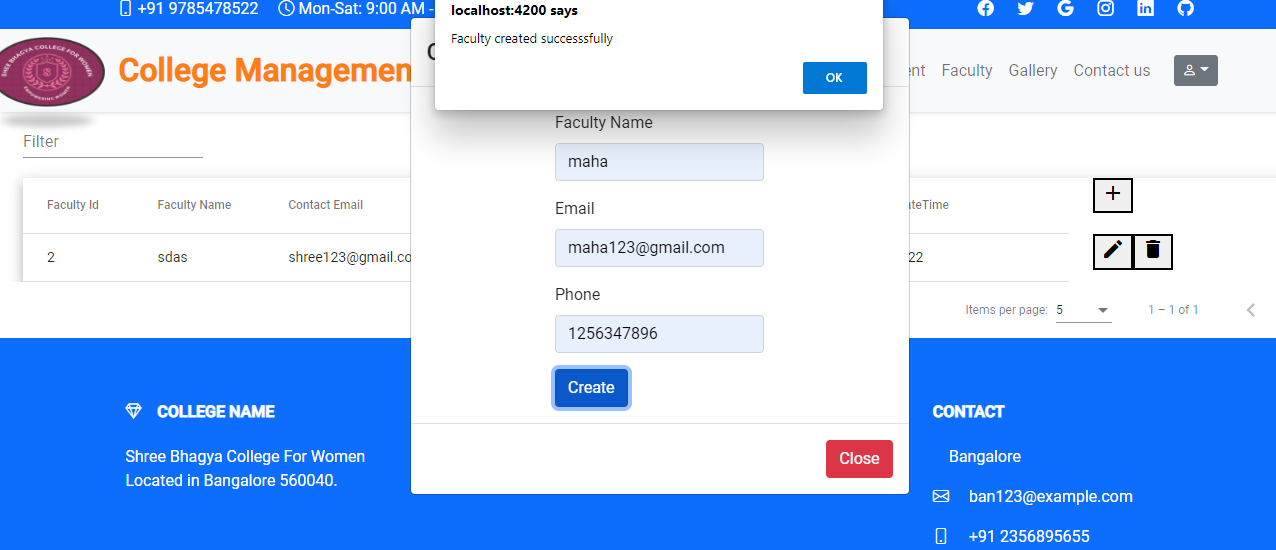 +91 9785478522 Mon-Sat: 9:00 AM -
localhost:4200 says
Faculty created successsfully
OK
SHREE BHAGYA COLLEGE FOR WOMEN
EMPOWERING WOMEN
College Managemen
nt Faculty Gallery Contact us
Filter
Faculty Id Faculty Name Contact Email ateTime
2 sdas shree123@gmail.co 22
Faculty Name
maha
Email
maha123@gmail.com
Phone
1256347896
Create
Close
Items per page: 5 1 – 1 of 1
COLLEGE NAME
Shree Bhagya College For Women
Located in Bangalore 560040.
CONTACT
Bangalore
ban123@example.com
+91 2356895655